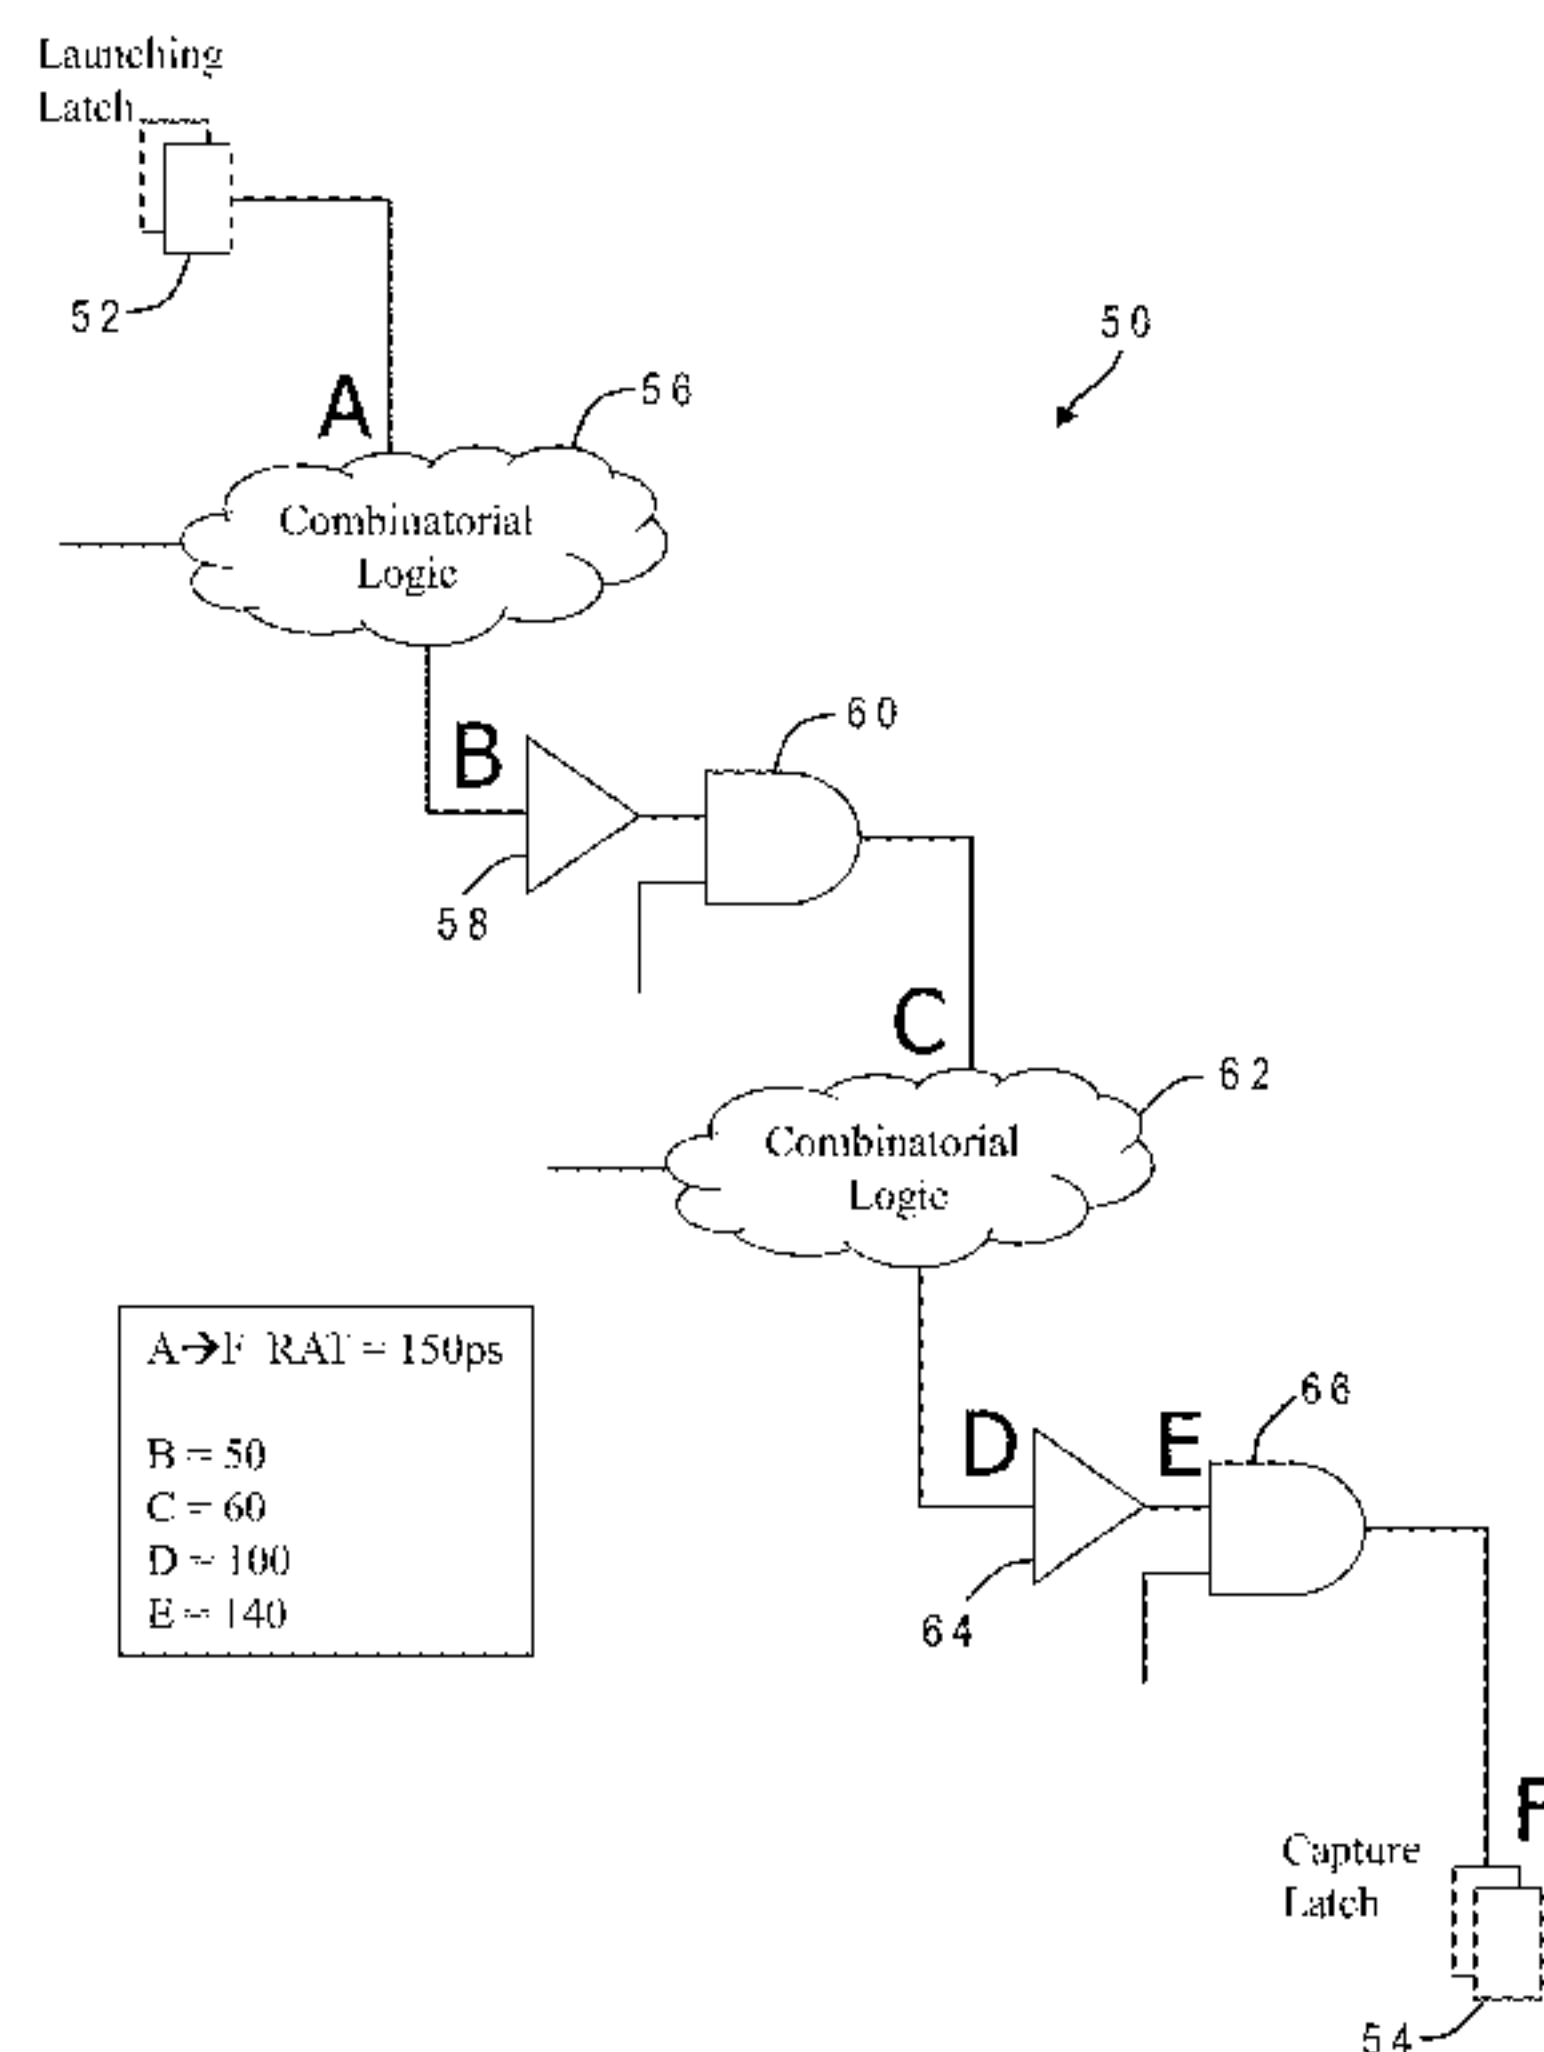 Launching
Latch
52
50
A
56
Combinatorial
Logic
60
B
58
C
62
Combinatorial
Logic
A→F RAT = 150ps
B = 50
C = 60
D = 100
E = 140
66
D
E
64
F
Capture
Latch
54